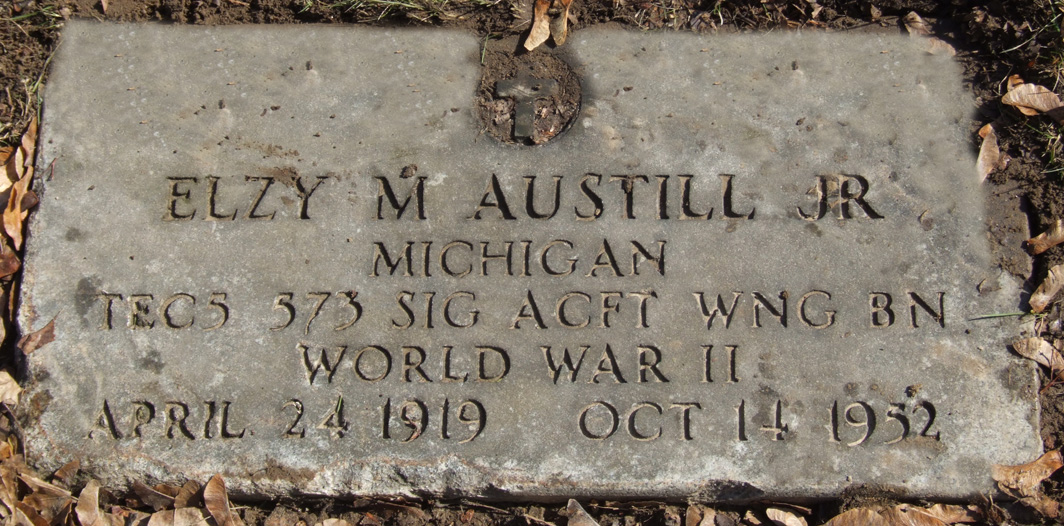 ELZY M AUSTILL JR
MICHIGAN
TEC5 573 SIG ACFT WNG BN
WORLD WAR II
APRIL 24 1919 OCT 14 1952